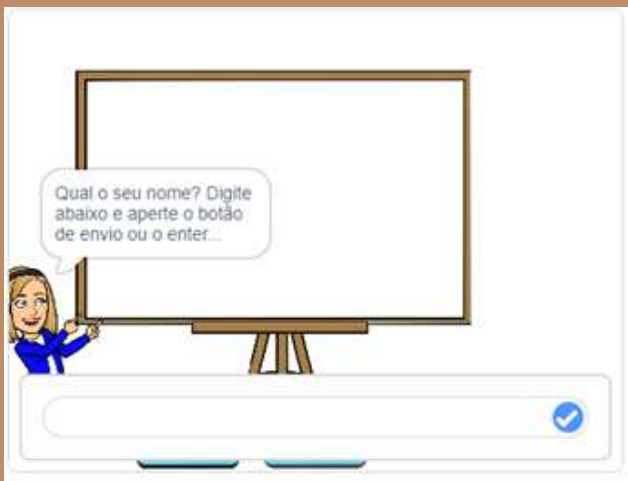 Qual o seu nome? Digite
abaixo e aperte o botão
de envio ou o enter...